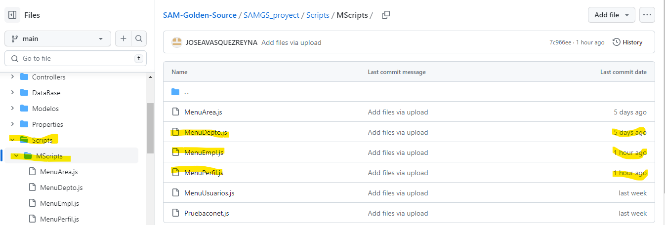 Files
SAM-Golden-Source / SAMGS_proyect / Scripts / MScripts /
Add file
main
Go to file
t
JOSEAVASQUEZREYNA Add files via upload
7c966ee · 1 hour ago
History
Name
Last commit message
Last commit date
Controllers
DataBase
Modelos
Properties
Scripts
MScripts
MenuArea.js
MenuDepto.js
MenuEmpl.js
MenuPerfil.js
..
MenuArea.js Add files via upload 5 days ago
MenuDepto.js Add files via upload 5 days ago
MenuEmpl.js Add files via upload 1 hour ago
MenuPerfil.js Add files via upload 1 hour ago
MenuUsuarios.js Add files via upload last week
Pruebaconet.js Add files via upload last week